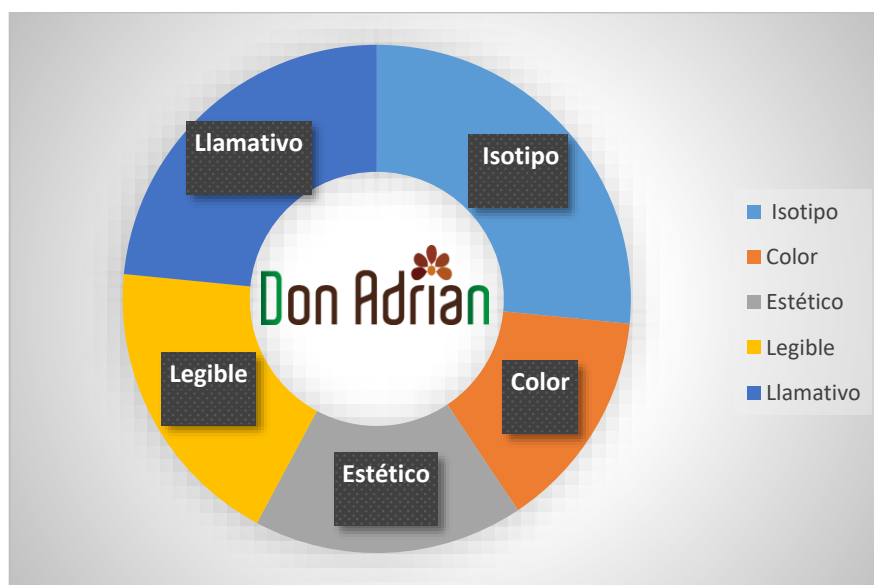 Llamativo
Isotipo
Don Adrian
Legible
Color
Estético
Isotipo
Color
Estético
Legible
Llamativo